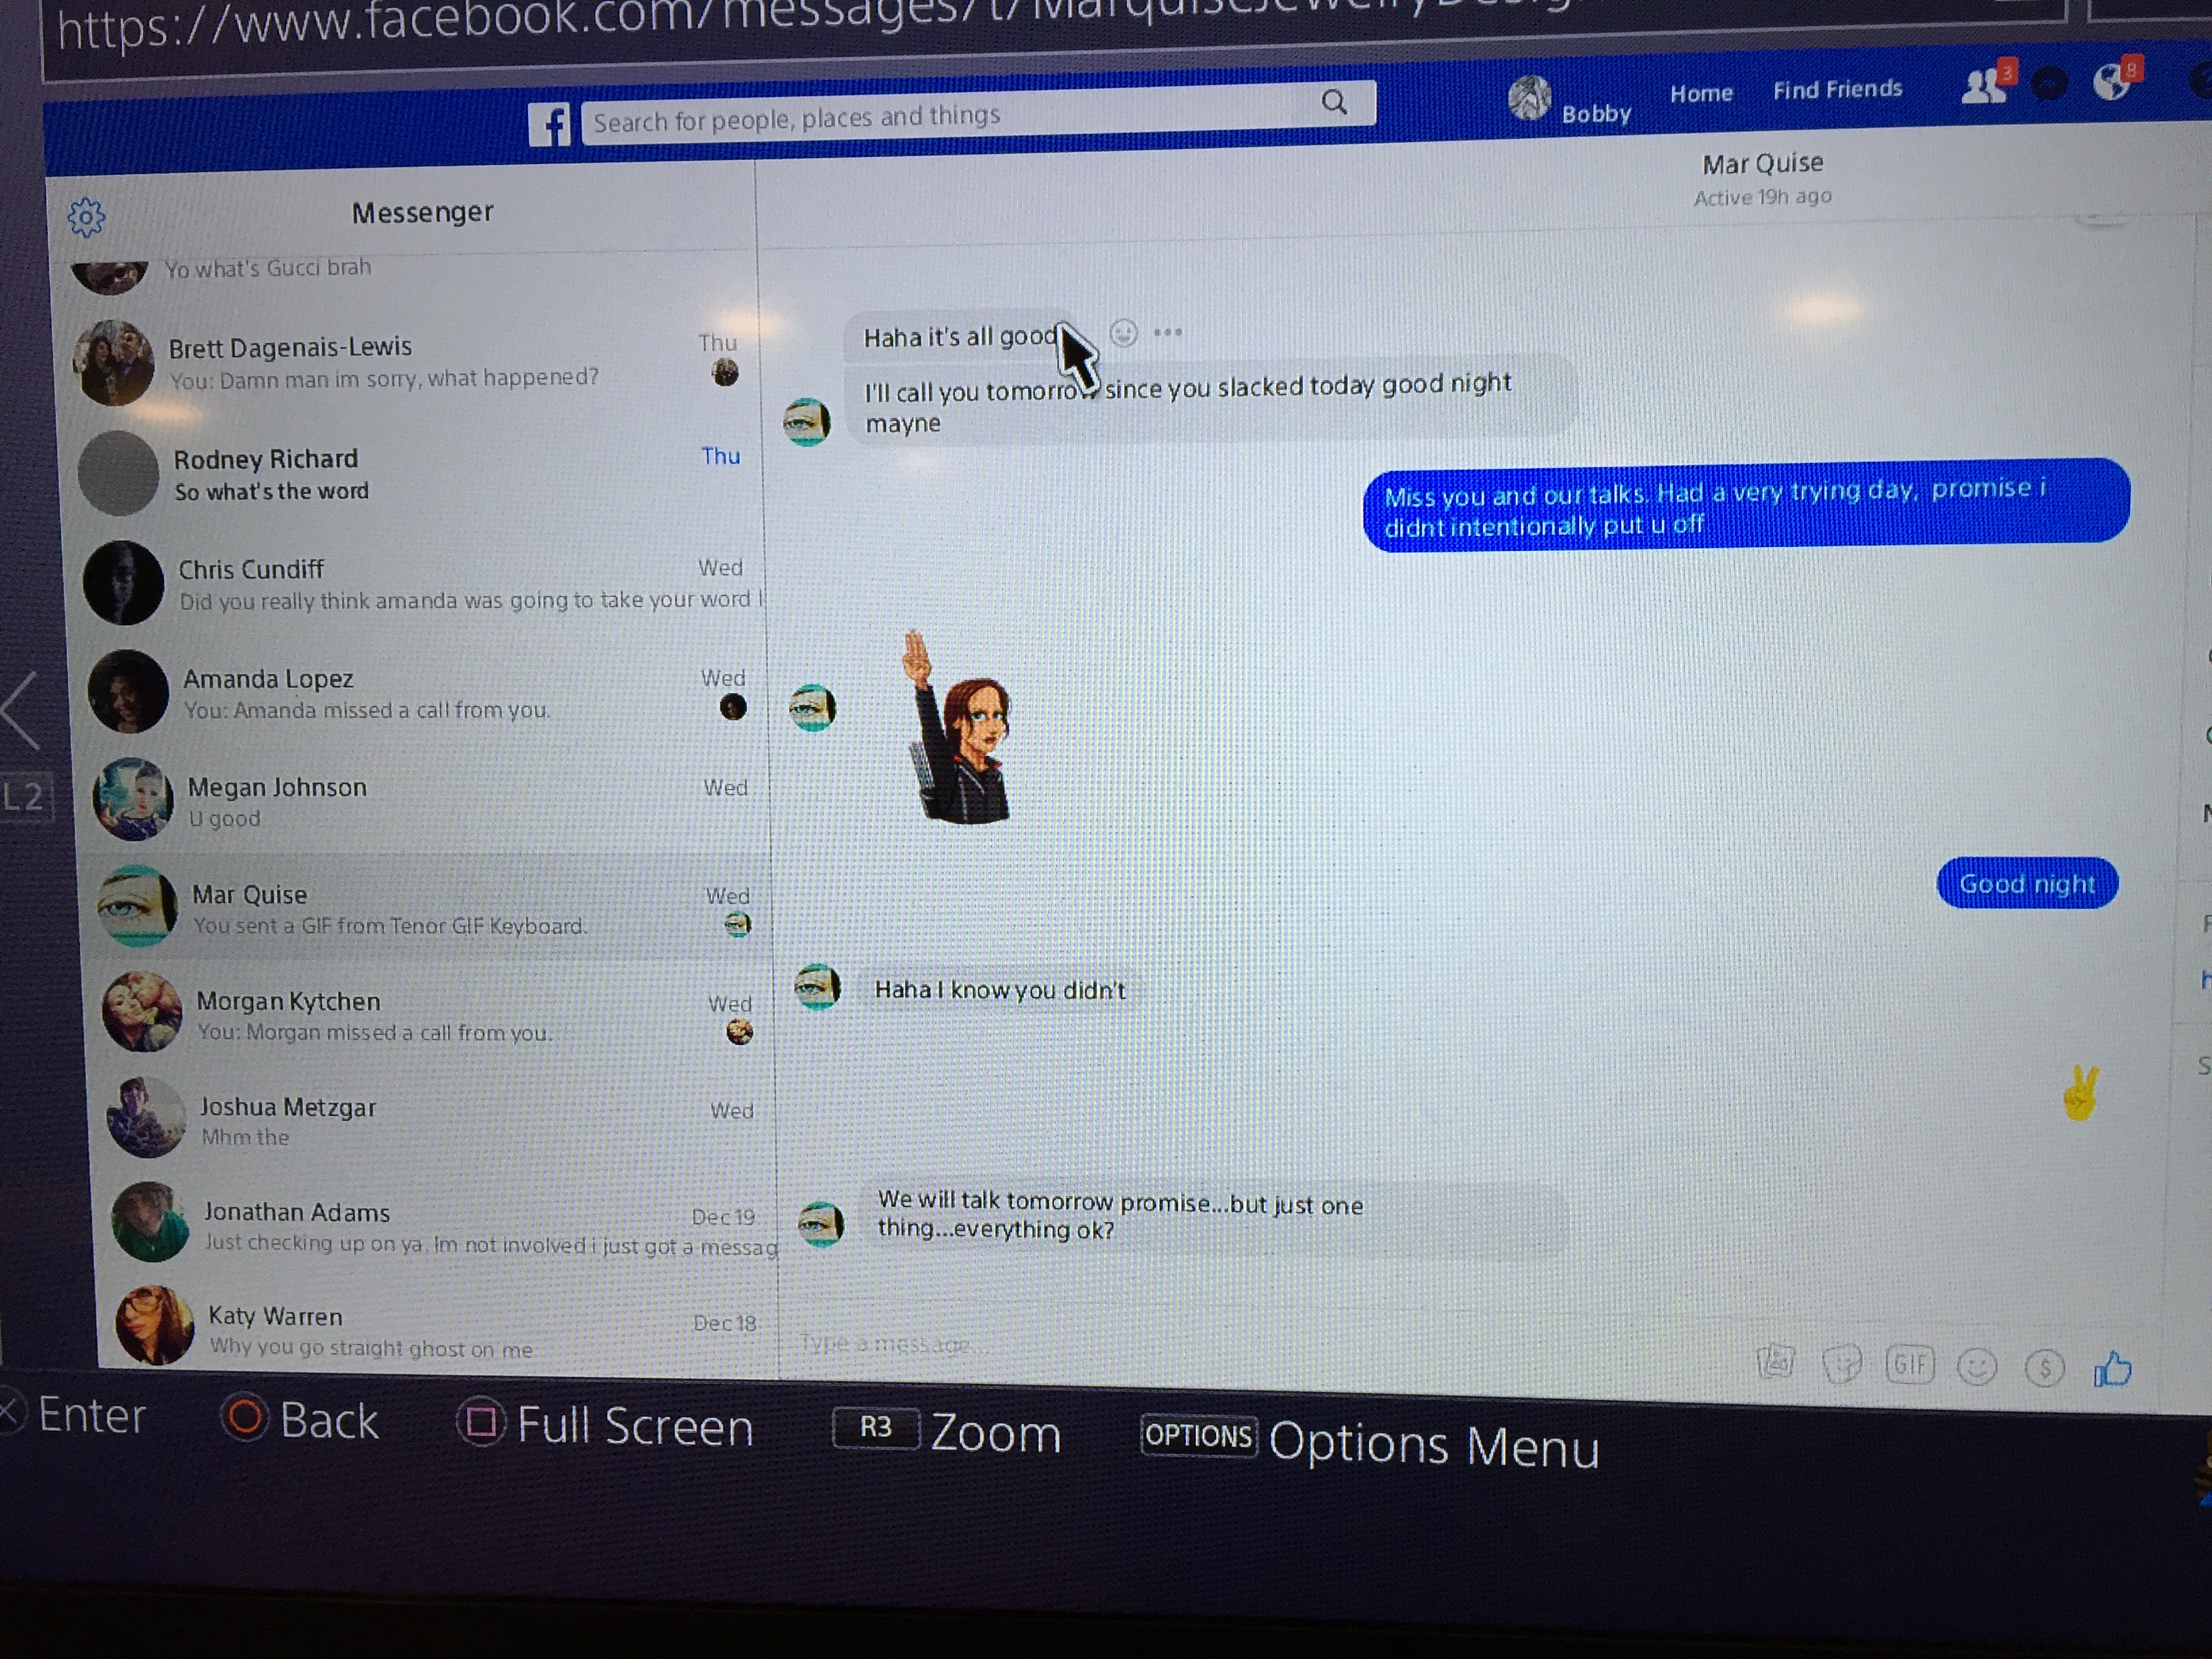 https://www.facebook.com/messages/t/MarquiseJewelryDesig
f
Search for people, places and things
Bobby
Home
Find Friends
3
8
Messenger
Mar Quise
Active 19h ago
Yo what's Gucci brah
Brett Dagenais-Lewis
Thu
You: Damn man im sorry, what happened?
Rodney Richard
Thu
So what's the word
Chris Cundiff
Wed
Did you really think amanda was going to take your word
Amanda Lopez
Wed
You: Amanda missed a call from you.
Megan Johnson
Wed
U good
Mar Quise
Wed
You sent a GIF from Tenor GIF Keyboard.
Morgan Kytchen
Wed
You: Morgan missed a call from you.
Joshua Metzgar
Wed
Mhm the
Jonathan Adams
Dec 19
Just checking up on ya. Im not involved i just got a messag
Katy Warren
Dec 18
Why you go straight ghost on me
Haha it's all good
I'll call you tomorrow since you slacked today good night
mayne
Miss you and our talks. Had a very trying day, promise i
didnt intentionally put u off
Good night
Haha I know you didn't
We will talk tomorrow promise...but just one
thing...everything ok?
Type a message...
GIF
$
L2
Enter
Back
Full Screen
R3
Zoom
OPTIONS
Options Menu